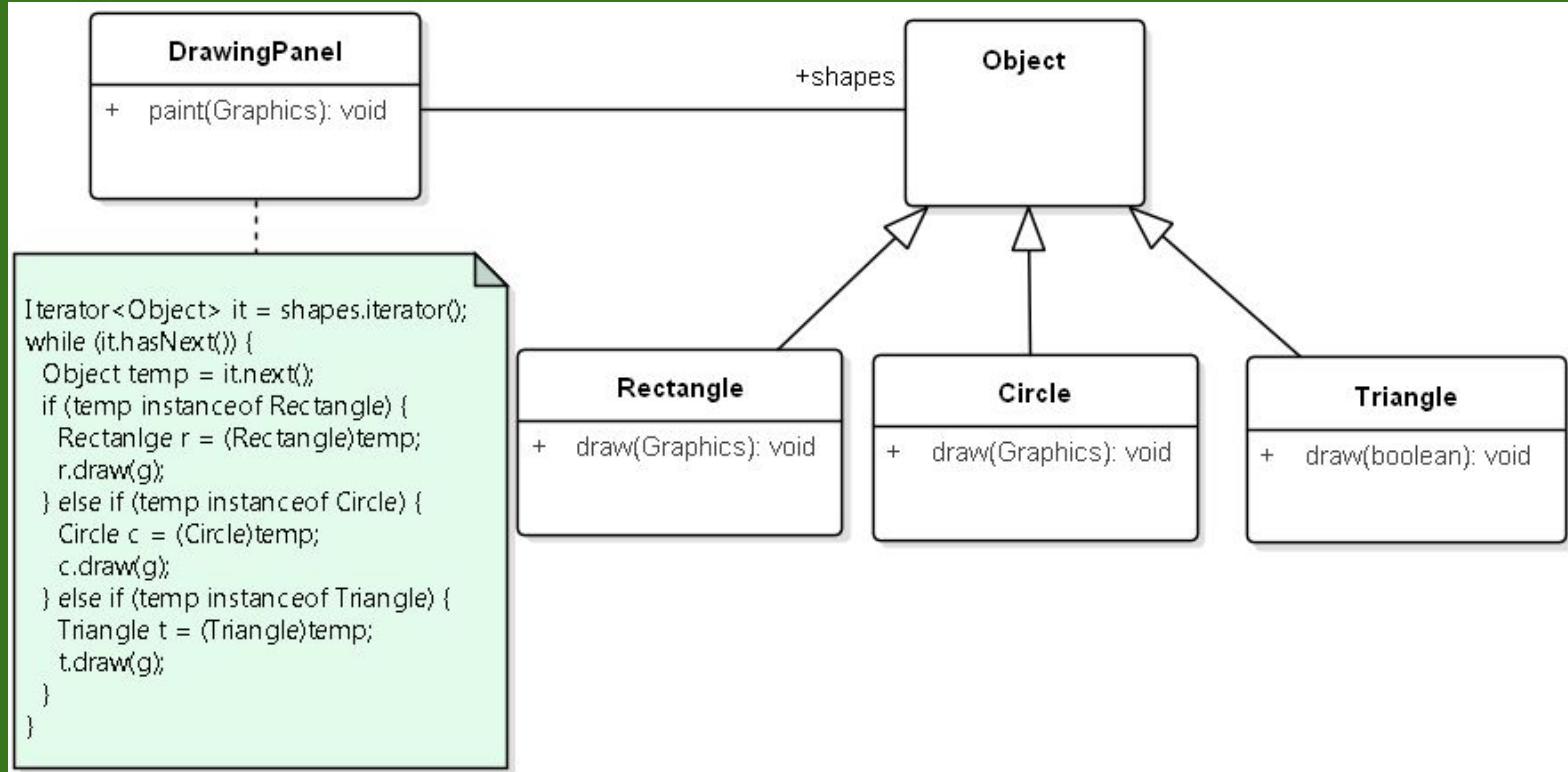 DrawingPanel
+ paint(Graphics): void
+shapes
Object
Iterator<Object> it = shapes.iterator();
while (it.hasNext()) {
Object temp = it.next();
if (temp instanceof Rectangle) {
Rectanlge r = (Rectangle)temp;
r.draw(g);
} else if (temp instanceof Circle) {
Circle c = (Circle)temp;
c.draw(g);
} else if (temp instanceof Triangle) {
Triangle t = (Triangle)temp;
t.draw(g);
}
}
Rectangle
+ draw(Graphics): void
Circle
+ draw(Graphics): void
Triangle
+ draw(boolean): void